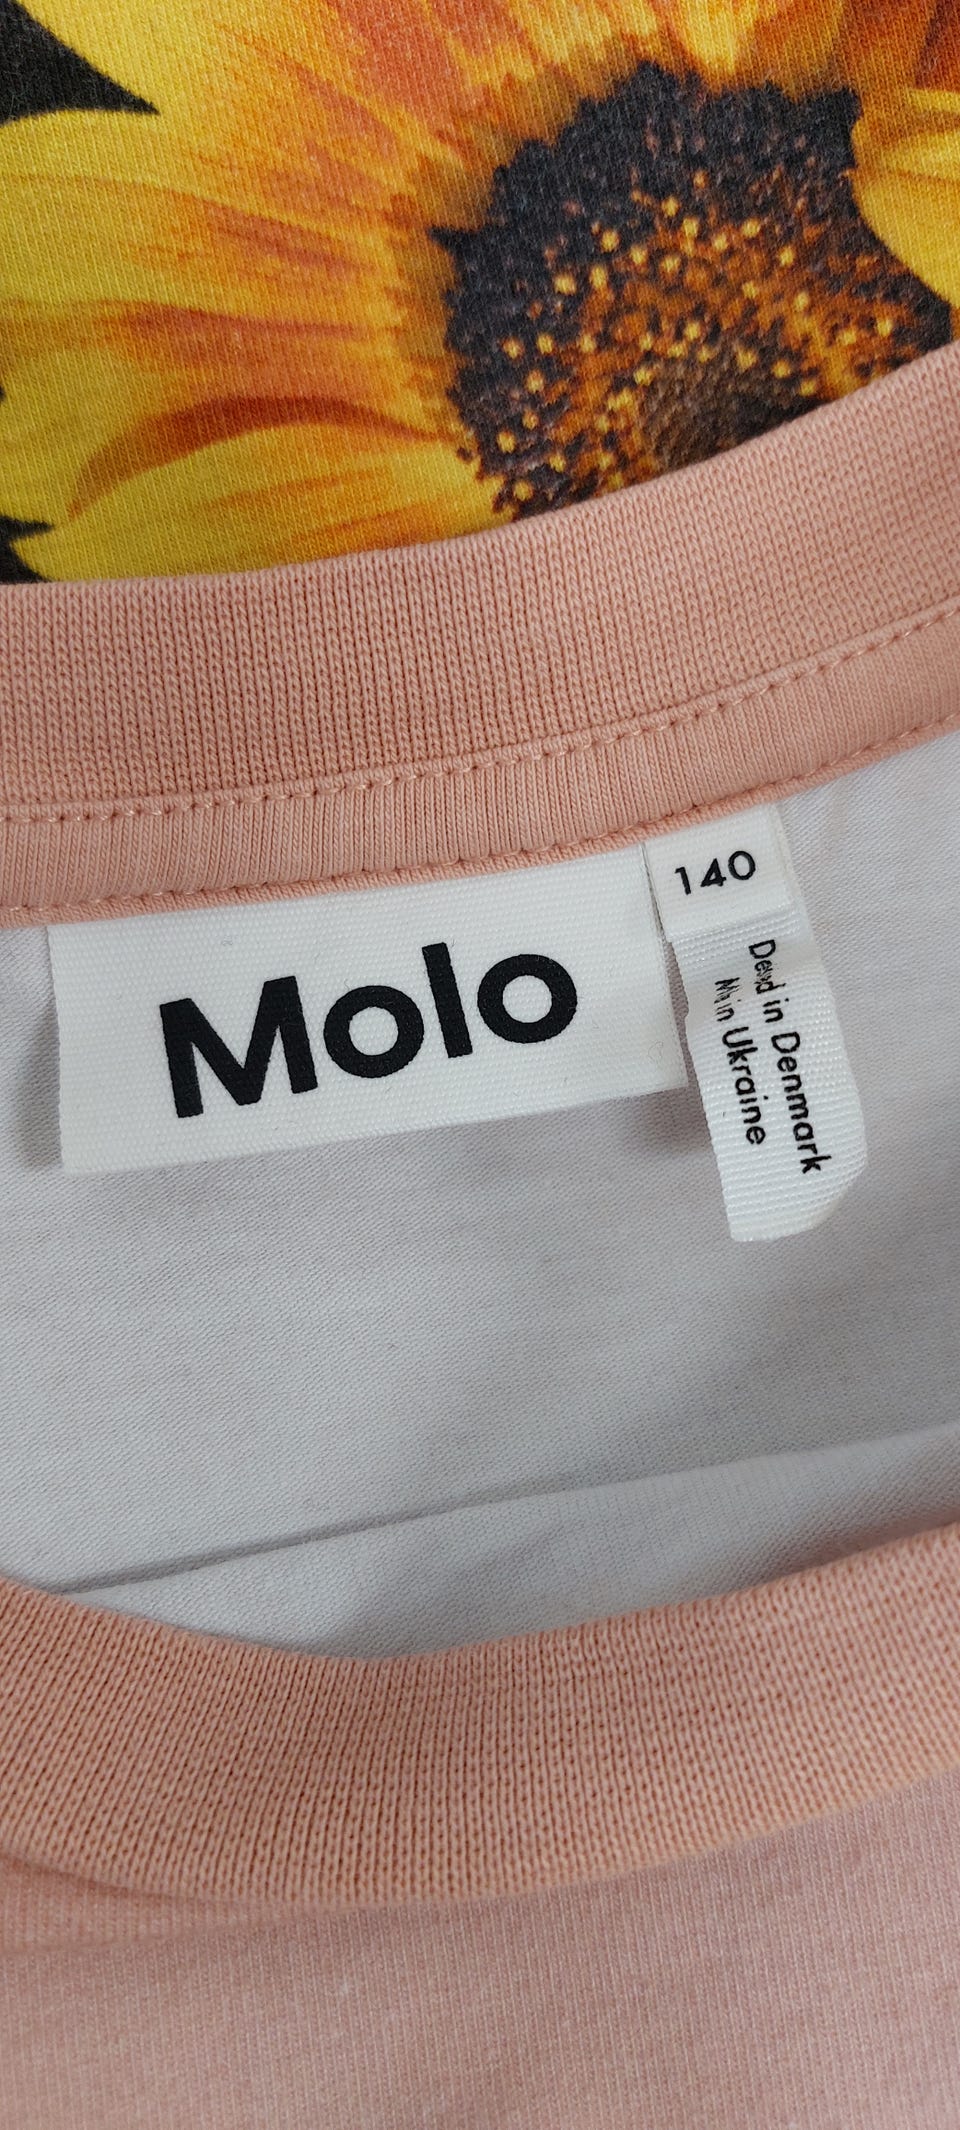 Molo
140
in Denmark
in Ukraine